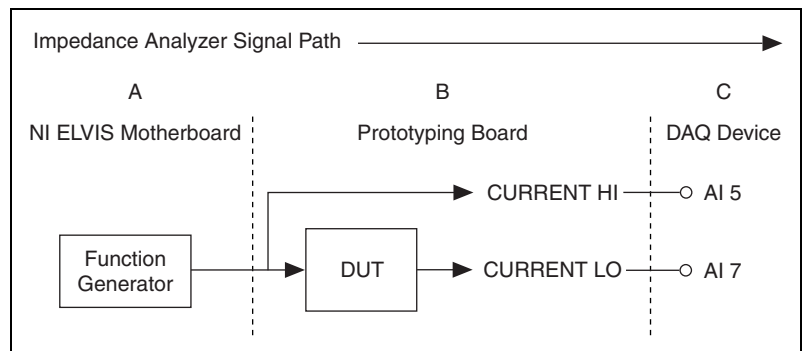 Impedance Analyzer Signal Path
A
B
C
NI ELVIS Motherboard
Prototyping Board
DAQ Device
CURRENT HI
AI 5
Function
Generator
DUT
CURRENT LO
AI 7